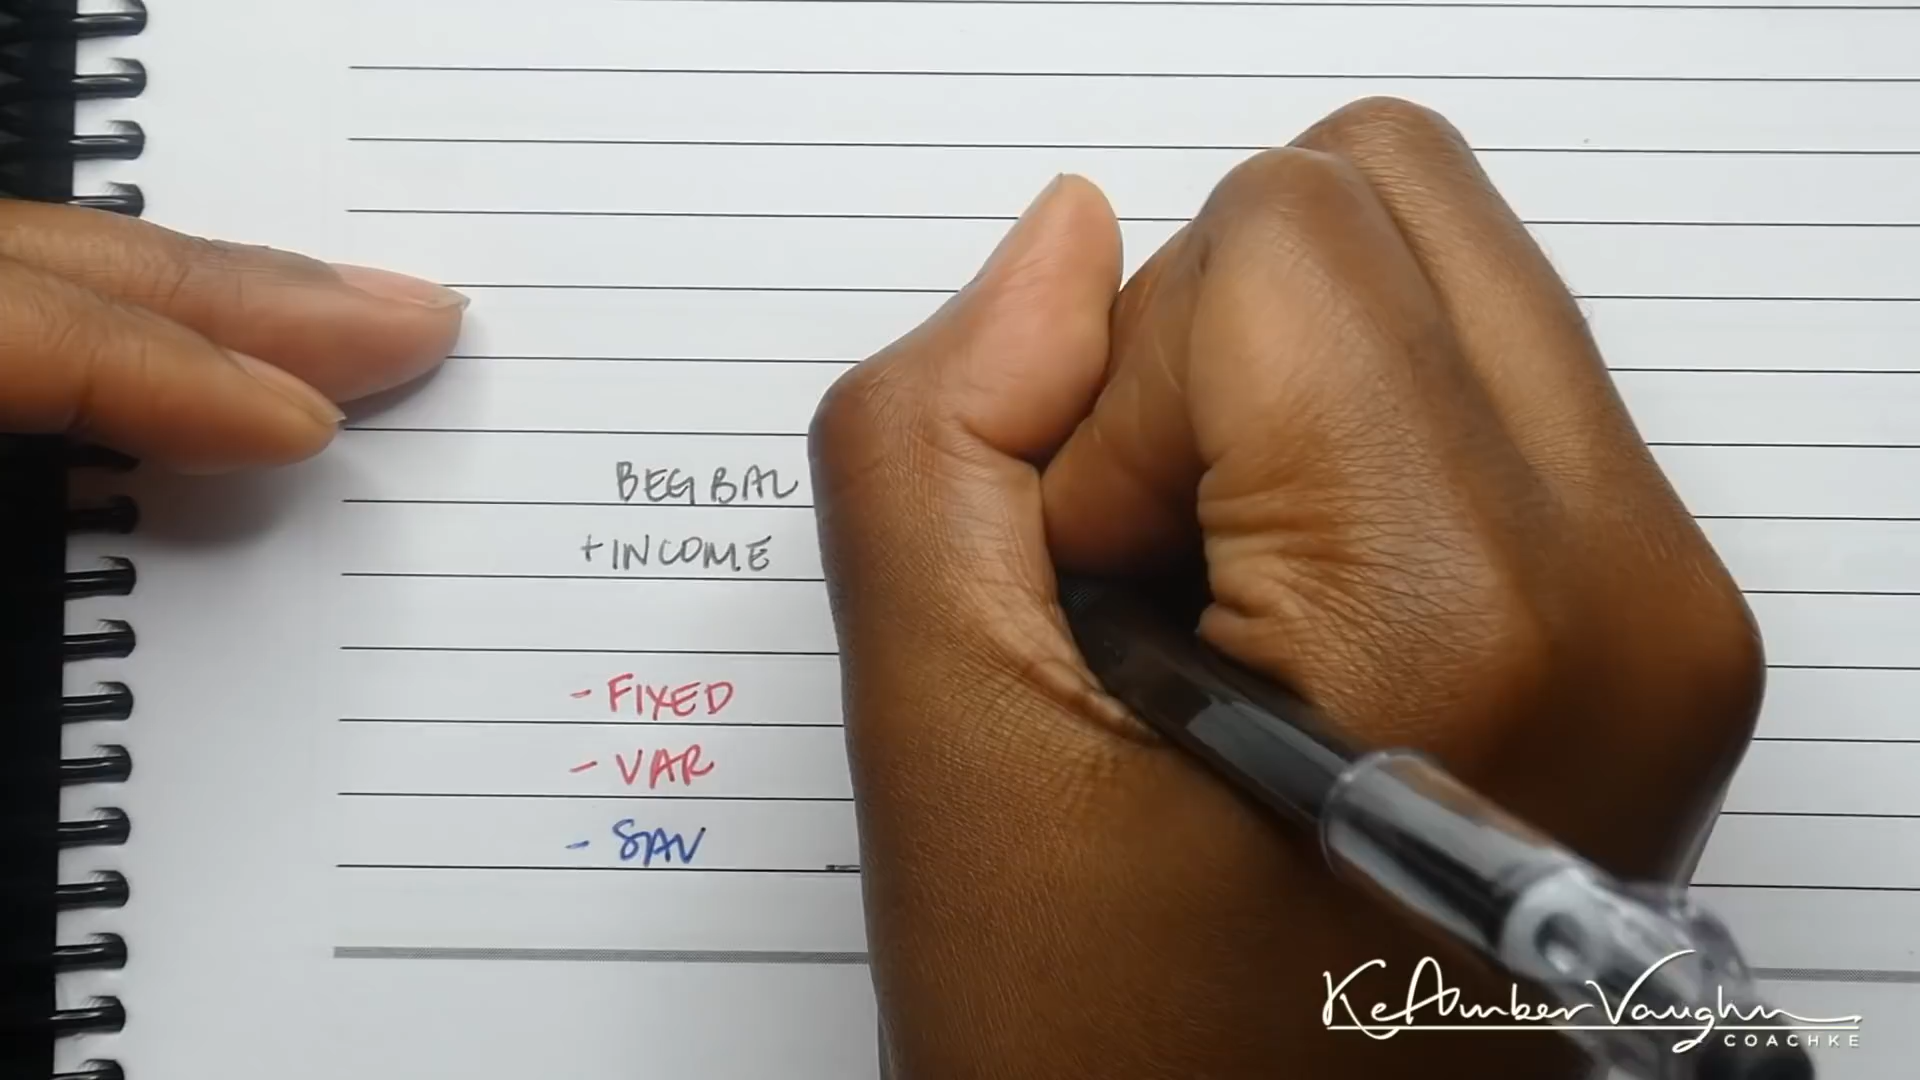 BEG BAL
+ INCOME
- FIXED
- VAR
- SAV
KeAmber Vaughn
COACHKE